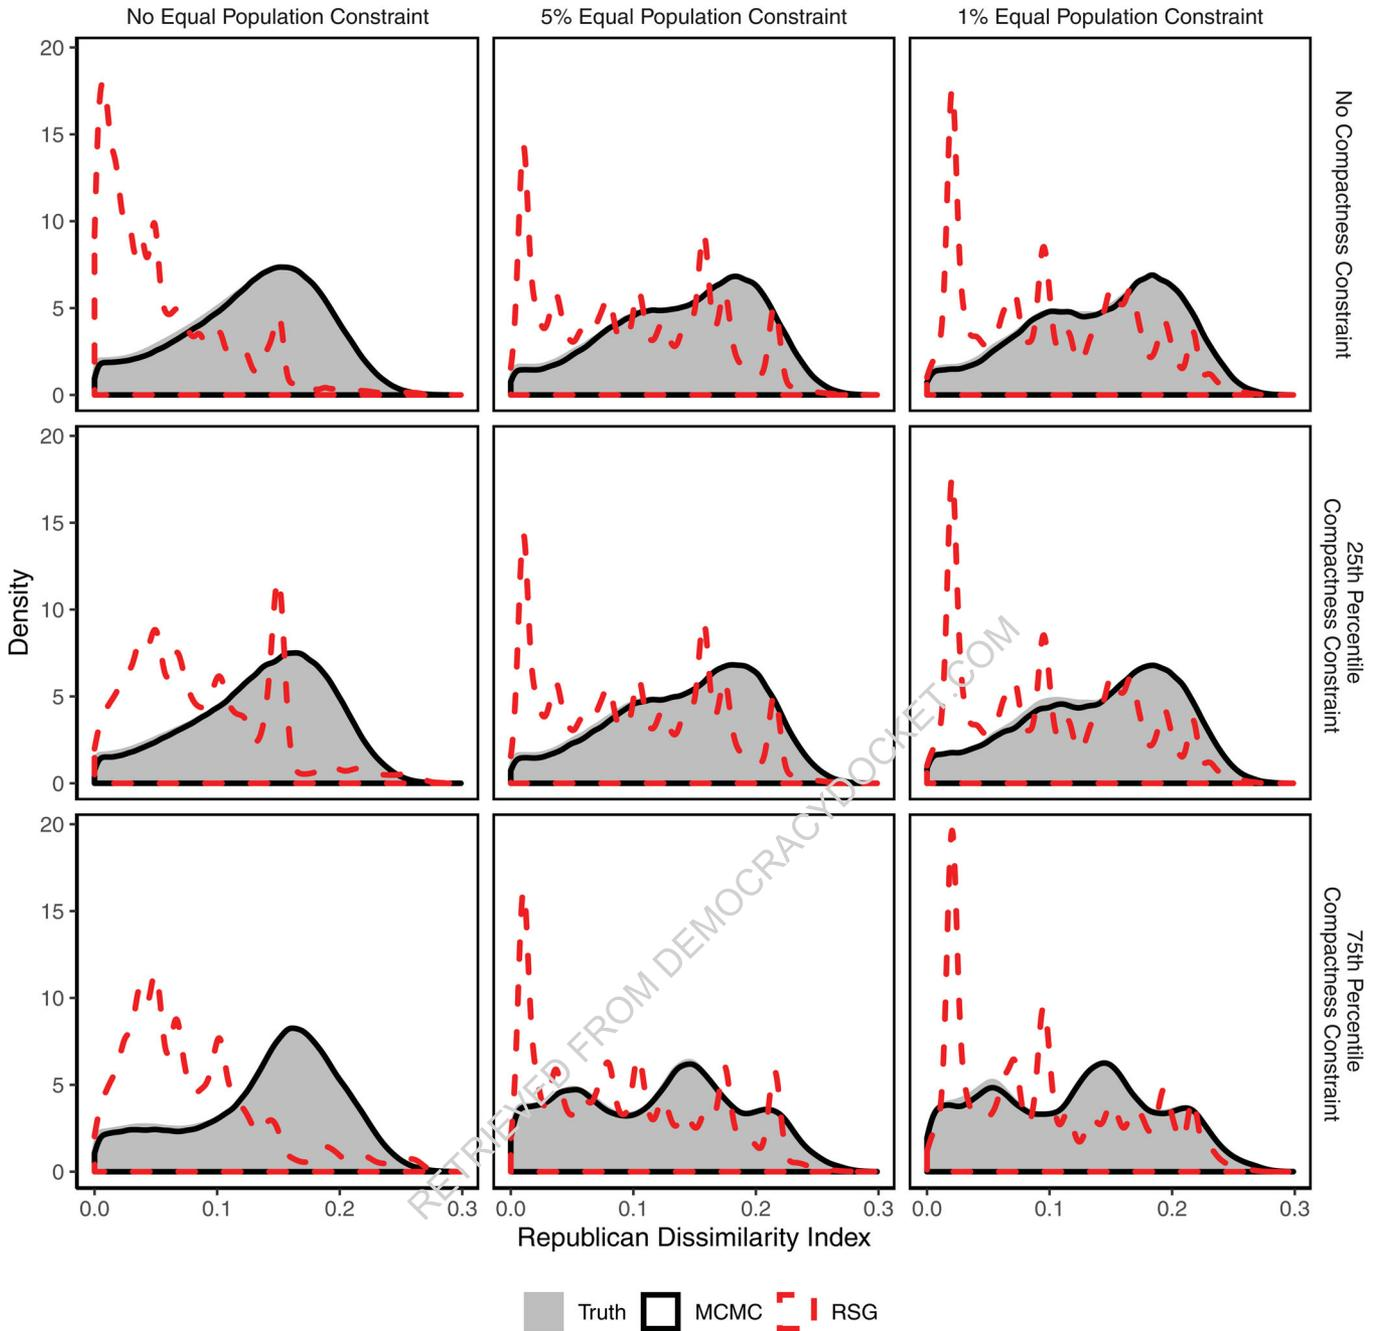 No Equal Population Constraint
5% Equal Population Constraint
1% Equal Population Constraint
20
15
10
5
0
No Compactness Constraint
20
15
10
5
0
25th Percentile
Compactness Constraint
Density
20
15
10
5
0
75th Percentile
Compactness Constraint
0.0 0.1 0.2 0.3 0.0 0.1 0.2 0.3 0.0 0.1 0.2 0.3
Republican Dissimilarity Index
Truth MCMC RSG
RETRIEVED FROM DEMOCRACYDOCKET.COM